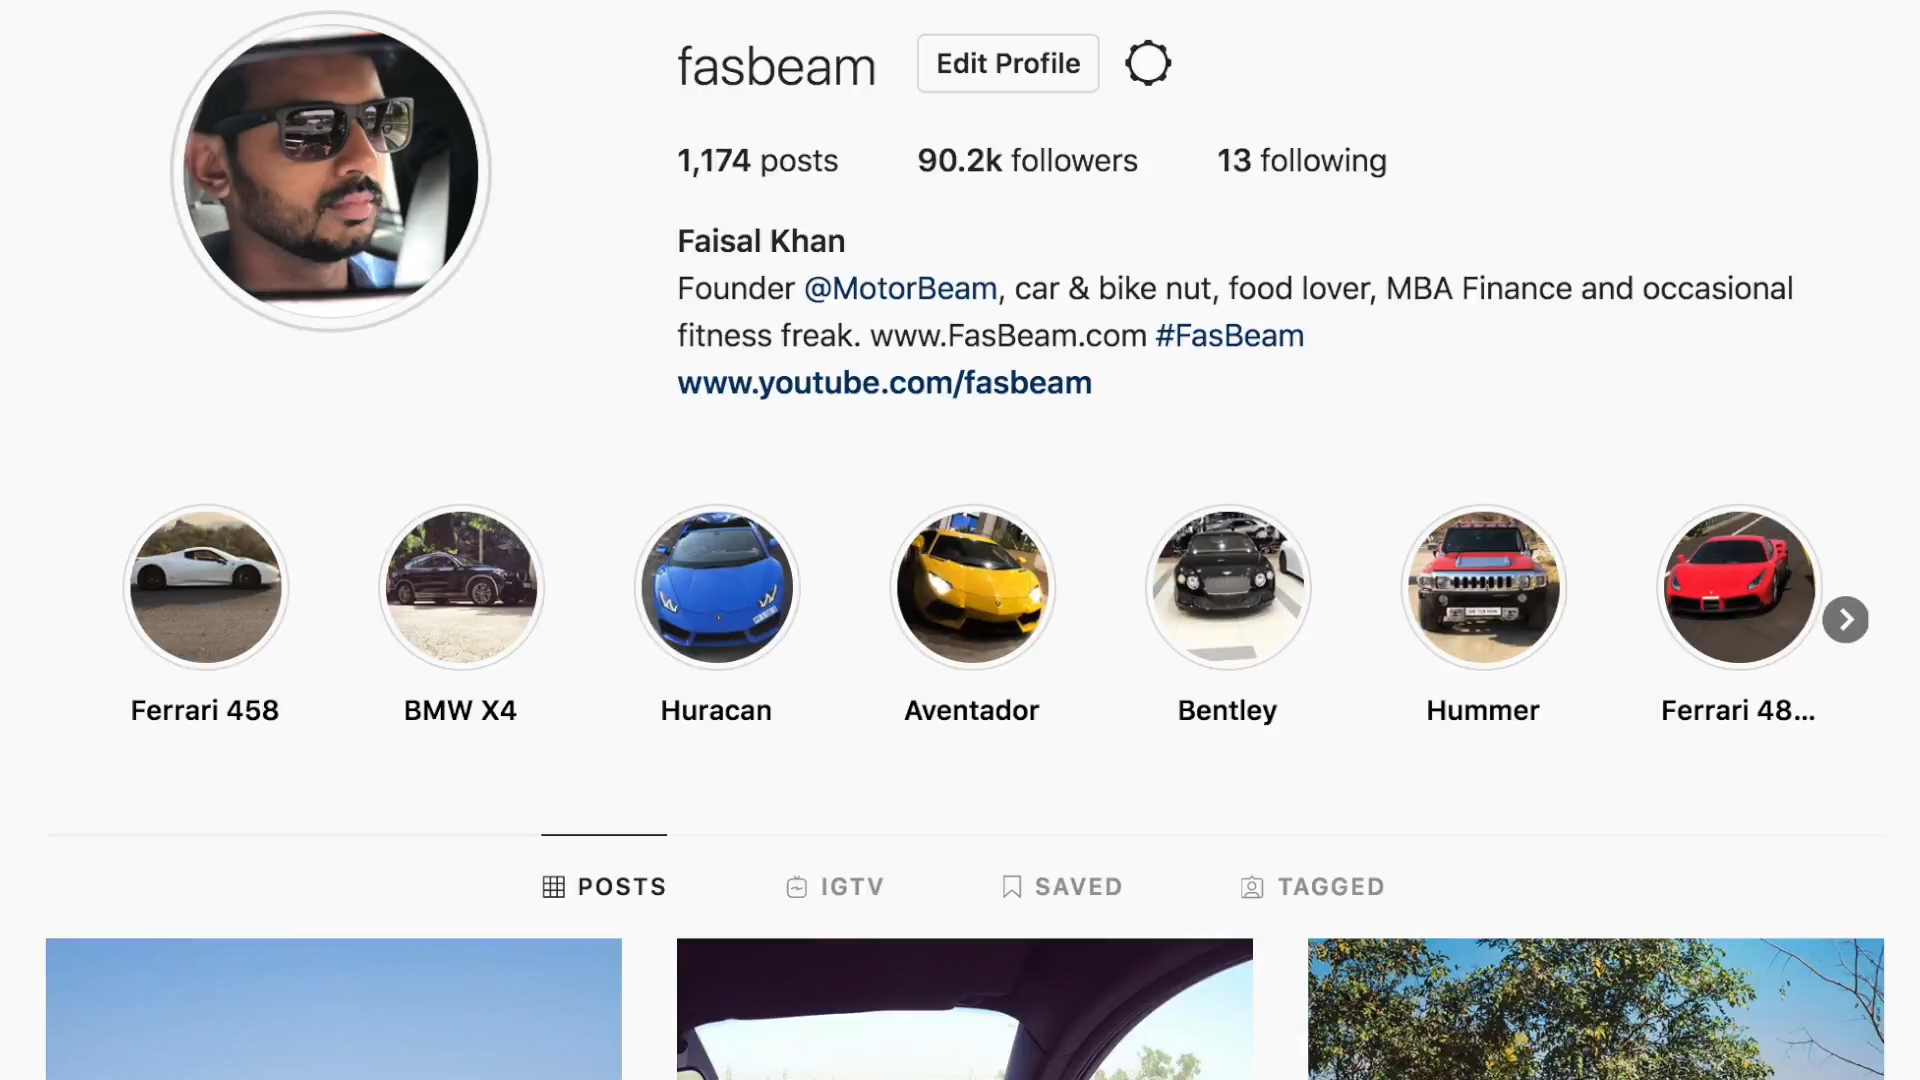 fasbeam
Edit Profile
1,174 posts
90.2k followers
13 following
Faisal Khan
Founder @MotorBeam, car & bike nut, food lover, MBA Finance and occasional
fitness freak. www.FasBeam.com #FasBeam
www.youtube.com/fasbeam
Ferrari 458
BMW X4
Huracan
Aventador
Bentley
Hummer
Ferrari 48...
POSTS
IGTV
SAVED
TAGGED